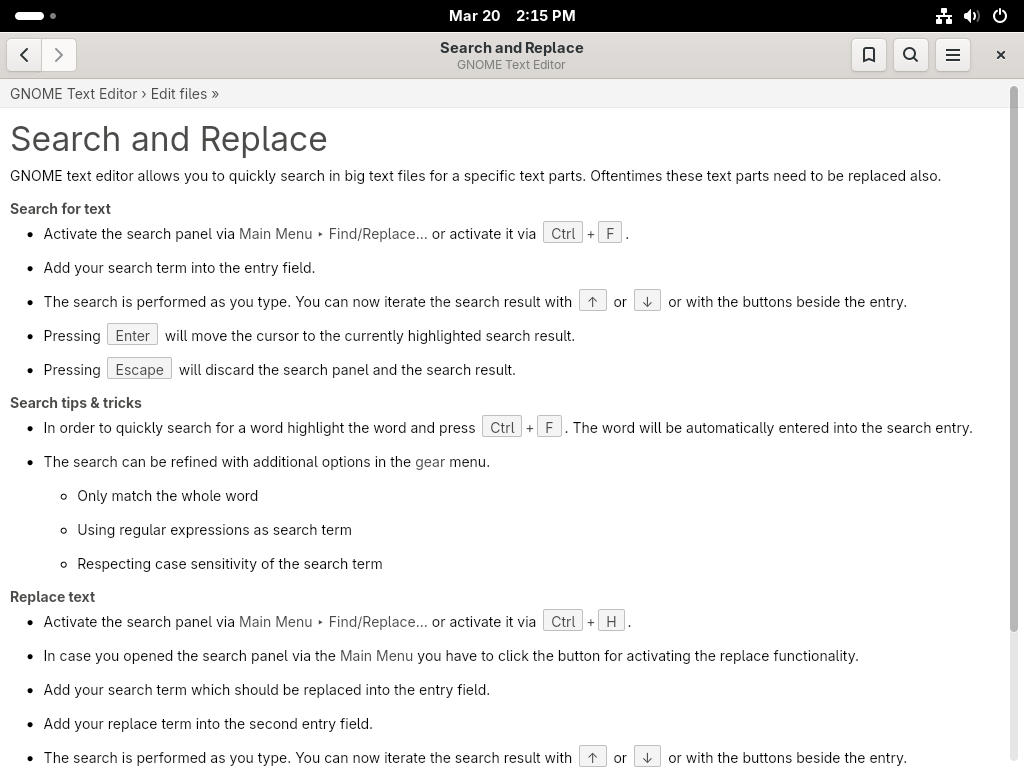 Mar 20 2:15 PM
Search and Replace
GNOME Text Editor
GNOME Text Editor › Edit files »
Search and Replace
GNOME text editor allows you to quickly search in big text files for a specific text parts. Oftentimes these text parts need to be replaced also.
Search for text
• Activate the search panel via Main Menu ‣ Find/Replace... or activate it via Ctrl + F .
• Add your search term into the entry field.
• The search is performed as you type. You can now iterate the search result with ↑ or ↓ or with the buttons beside the entry.
• Pressing Enter will move the cursor to the currently highlighted search result.
• Pressing Escape will discard the search panel and the search result.
Search tips & tricks
• In order to quickly search for a word highlight the word and press Ctrl + F . The word will be automatically entered into the search entry.
• The search can be refined with additional options in the gear menu.
◦ Only match the whole word
◦ Using regular expressions as search term
◦ Respecting case sensitivity of the search term
Replace text
• Activate the search panel via Main Menu ‣ Find/Replace... or activate it via Ctrl + H .
• In case you opened the search panel via the Main Menu you have to click the button for activating the replace functionality.
• Add your search term which should be replaced into the entry field.
• Add your replace term into the second entry field.
• The search is performed as you type. You can now iterate the search result with ↑ or ↓ or with the buttons beside the entry.